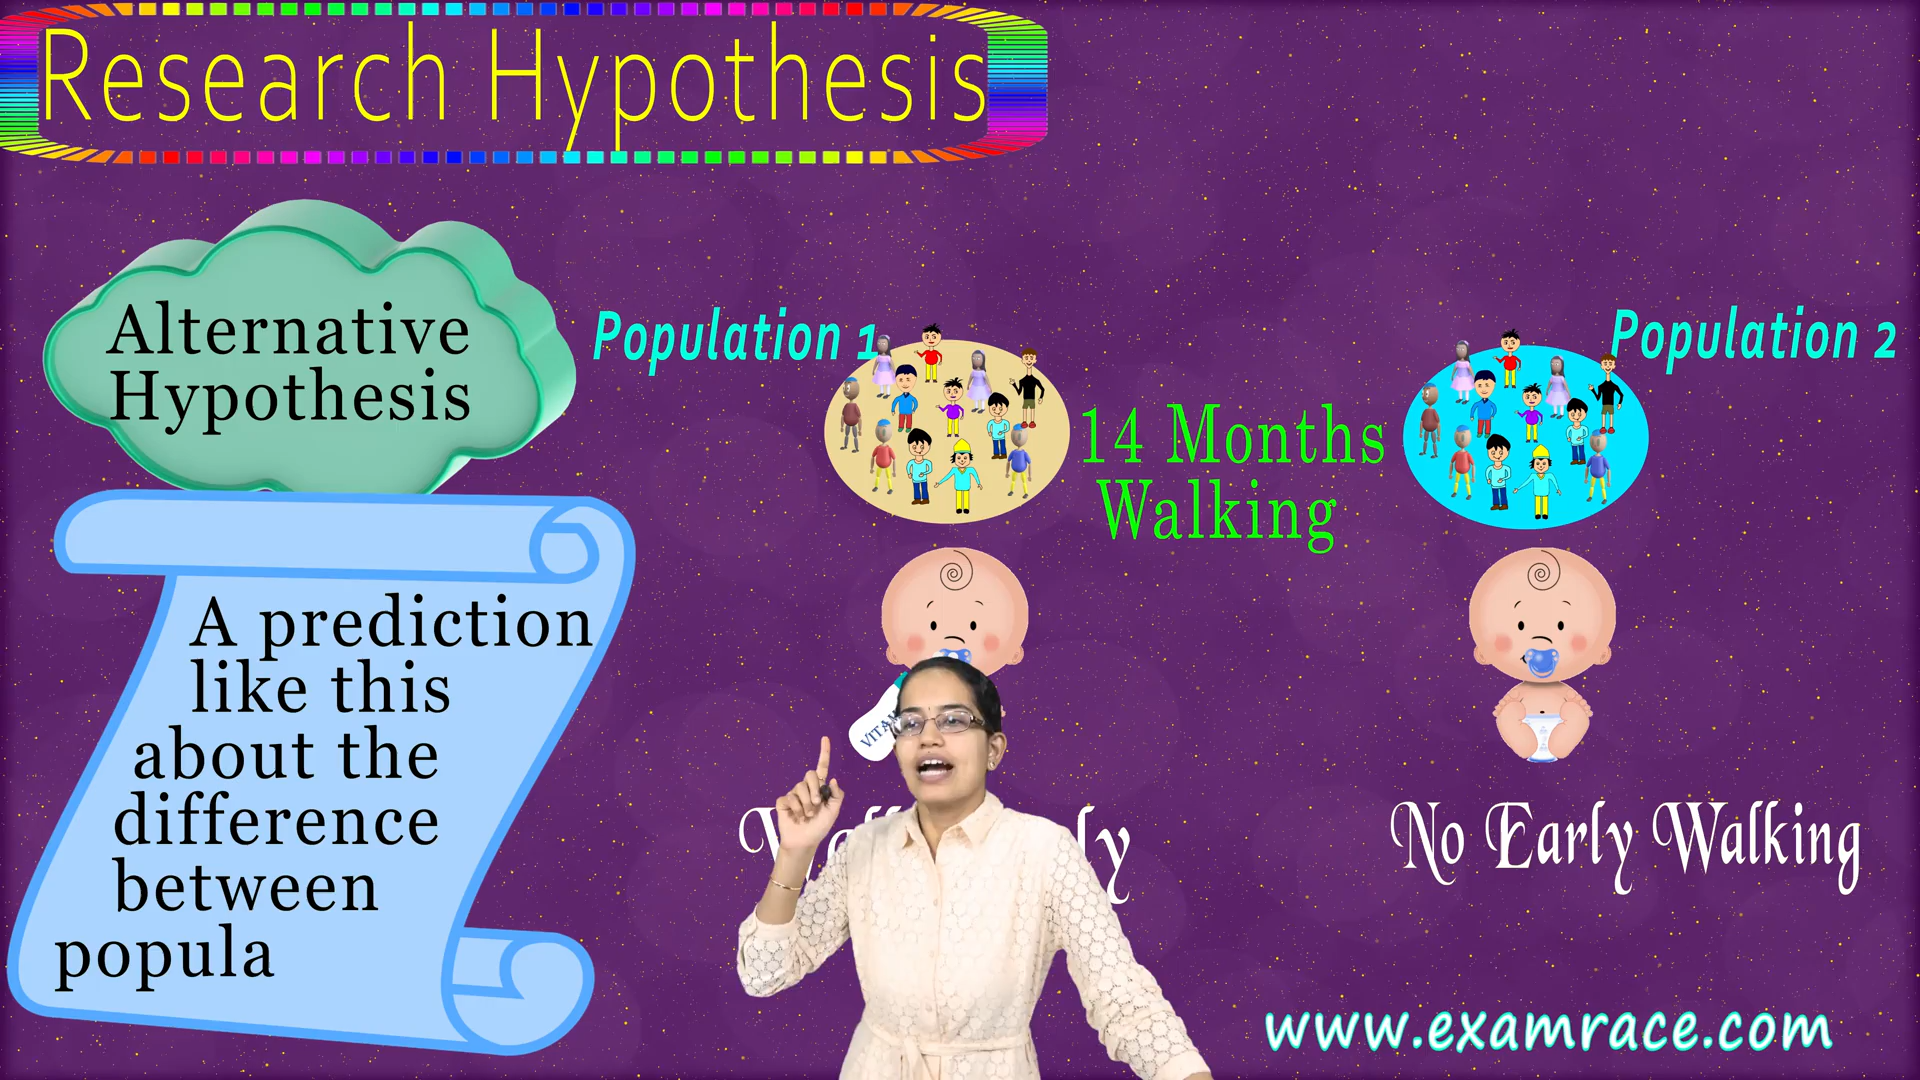 Research Hypothesis
Alternative
Hypothesis
Population 1
Population 2
14 Months
Walking
A prediction
like this
about the
difference
between
popula
No Early Walking
www.examrace.com